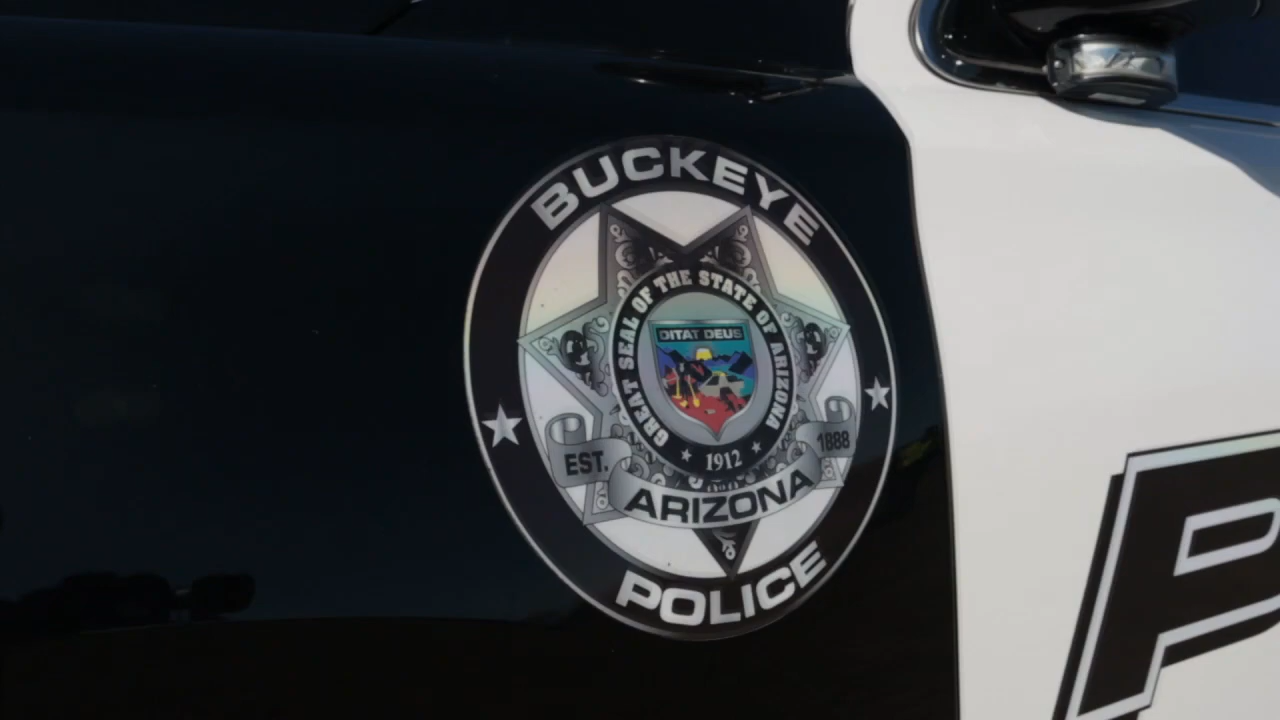 BUCKEYE
GREAT SEAL OF THE STATE OF ARIZONA
DITAT DEUS
1912
EST. 1888
ARIZONA
POLICE
P